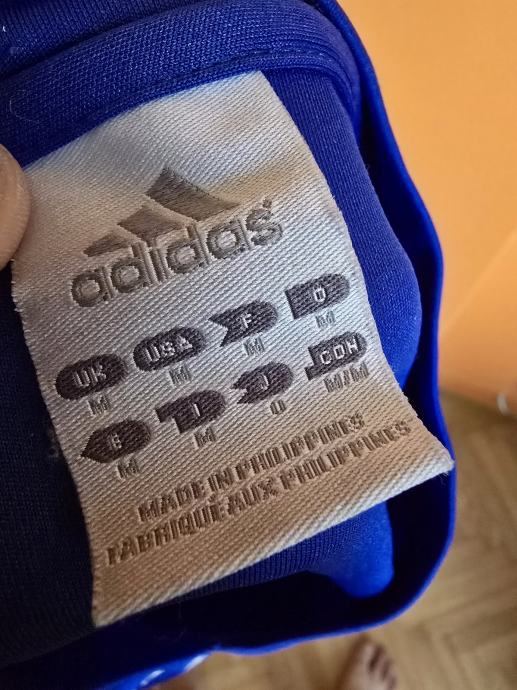 adidas
UK USA F D
M M M M
E I J CDN
M M O M/M
MADE IN PHILIPPINES
FABRIQUÉ AUX PHILIPPINES